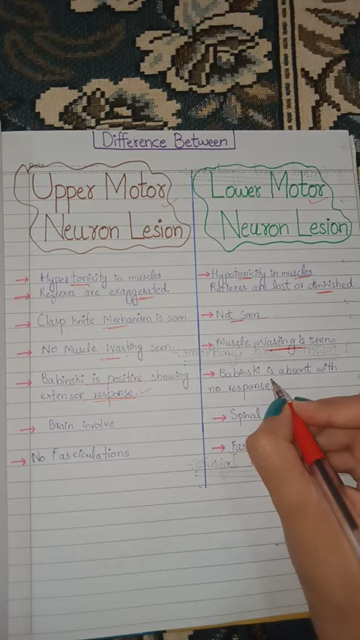 Difference Between
Upper Motor
Neuron Lesion
Hypertonicity in muscles
Reflexes are exaggerated
Clasp Knife Mechanism is seen
No Muscle Wasting seen
Babinski is positive showing
extensor response
Brain involve
No Fasciculations
Lower Motor
Neuron Lesion
Hypotonicity in muscles
Reflexes are lost or diminished
Not Seen
Muscle Wasting is seen
Babinski is absent with
no response
Spinal